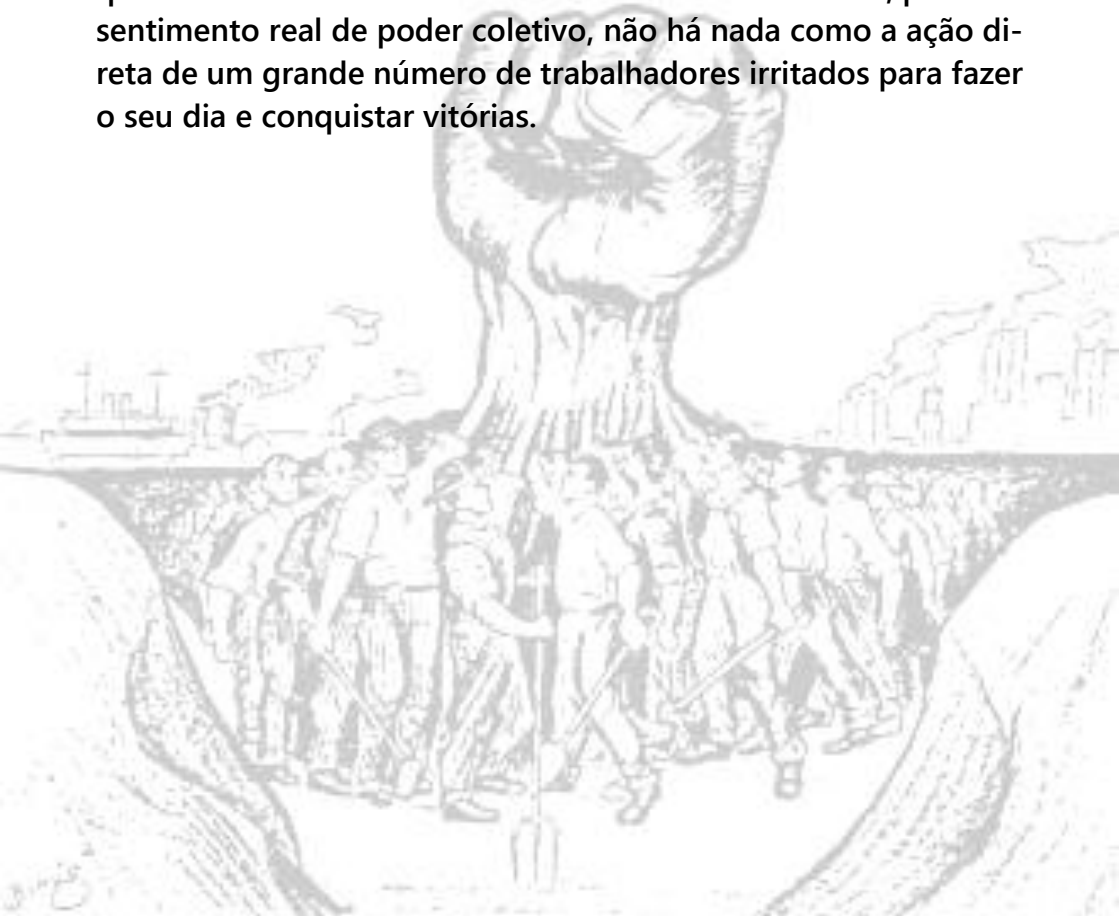 sentimento real de poder coletivo, não há nada como a ação di-
reta de um grande número de trabalhadores irritados para fazer
o seu dia e conquistar vitórias.